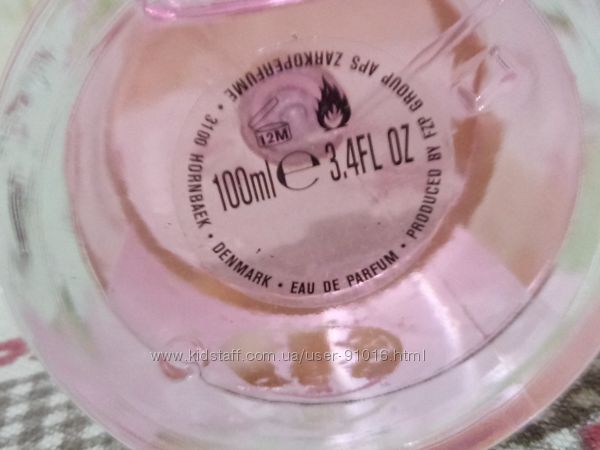 PRODUCED BY FZP GROUP APS ZARKOPERFUME • 3100 HORNBAEK • DENMARK • EAU DE PARFUM •
12M
100ml e 3.4FL OZ
www.kidstaff.com.ua/user-91016.html